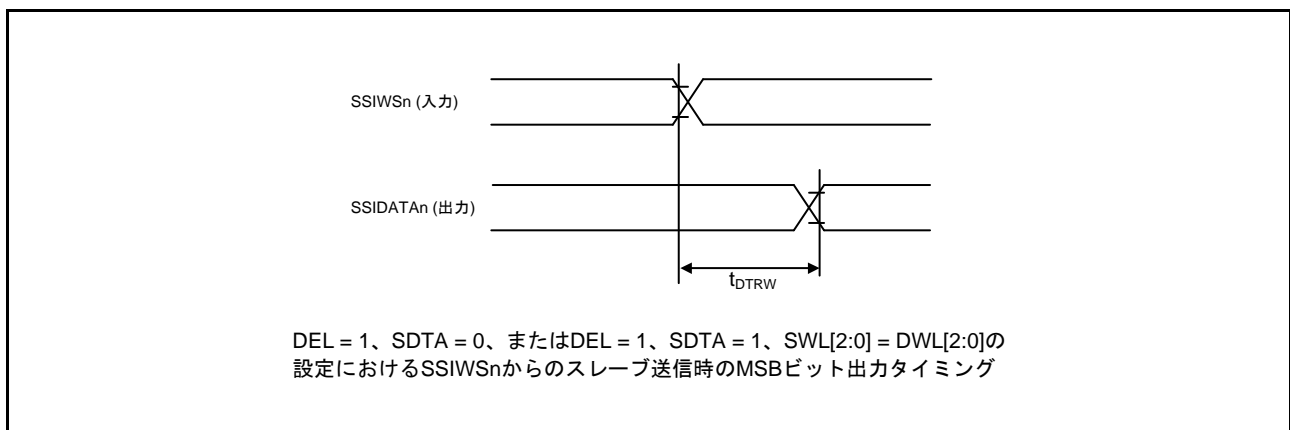 SSIWSn (入力)
SSIDATAn (出力)
tDTRW
DEL = 1、SDTA = 0、またはDEL = 1、SDTA = 1、SWL[2:0] = DWL[2:0]の
設定におけるSSIWSnからのスレーブ送信時のMSBビット出力タイミング